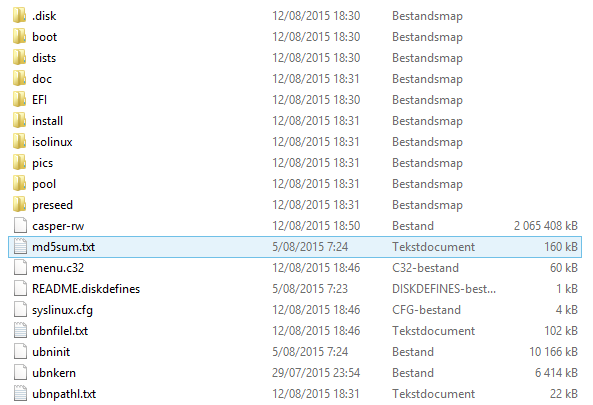 .disk 12/08/2015 18:30 Bestandsmap
boot 12/08/2015 18:30 Bestandsmap
dists 12/08/2015 18:30 Bestandsmap
doc 12/08/2015 18:31 Bestandsmap
EFI 12/08/2015 18:30 Bestandsmap
install 12/08/2015 18:31 Bestandsmap
isolinux 12/08/2015 18:31 Bestandsmap
pics 12/08/2015 18:31 Bestandsmap
pool 12/08/2015 18:31 Bestandsmap
preseed 12/08/2015 18:31 Bestandsmap
casper-rw 12/08/2015 18:50 Bestand 2 065 408 kB
md5sum.txt 5/08/2015 7:24 Tekstdocument 160 kB
menu.c32 12/08/2015 18:46 C32-bestand 60 kB
README.diskdefines 5/08/2015 7:23 DISKDEFINES-best... 1 kB
syslinux.cfg 12/08/2015 18:46 CFG-bestand 4 kB
ubnfilel.txt 12/08/2015 18:46 Tekstdocument 102 kB
ubninit 5/08/2015 7:24 Bestand 10 166 kB
ubnkern 29/07/2015 23:54 Bestand 6 414 kB
ubnpathl.txt 12/08/2015 18:31 Tekstdocument 22 kB